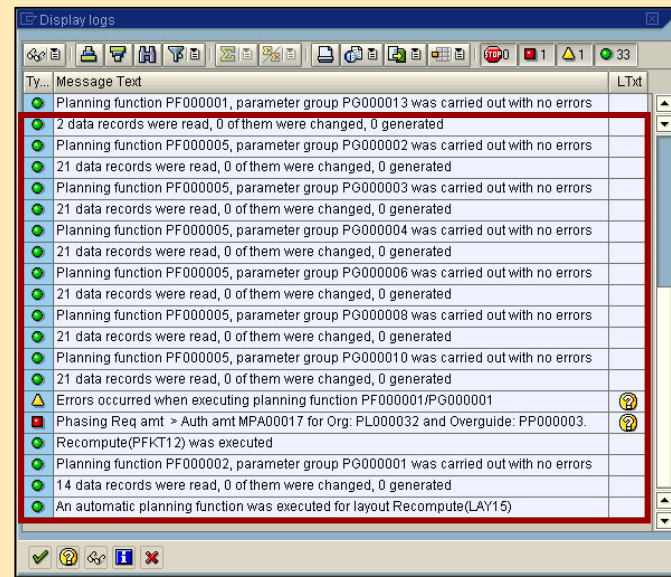 Display logs
STOP 0 1 1 33
Ty... Message Text LTxt
Planning function PF000001, parameter group PG000013 was carried out with no errors
2 data records were read, 0 of them were changed, 0 generated
Planning function PF000005, parameter group PG000002 was carried out with no errors
21 data records were read, 0 of them were changed, 0 generated
Planning function PF000005, parameter group PG000003 was carried out with no errors
21 data records were read, 0 of them were changed, 0 generated
Planning function PF000005, parameter group PG000004 was carried out with no errors
21 data records were read, 0 of them were changed, 0 generated
Planning function PF000005, parameter group PG000006 was carried out with no errors
21 data records were read, 0 of them were changed, 0 generated
Planning function PF000005, parameter group PG000008 was carried out with no errors
21 data records were read, 0 of them were changed, 0 generated
Planning function PF000005, parameter group PG000010 was carried out with no errors
21 data records were read, 0 of them were changed, 0 generated
Errors occurred when executing planning function PF000001/PG000001
Phasing Req amt > Auth amt MPA00017 for Org: PL000032 and Overguide: PP000003.
Recompute(PFKT12) was executed
Planning function PF000002, parameter group PG000001 was carried out with no errors
14 data records were read, 0 of them were changed, 0 generated
An automatic planning function was executed for layout Recompute(LAY15)